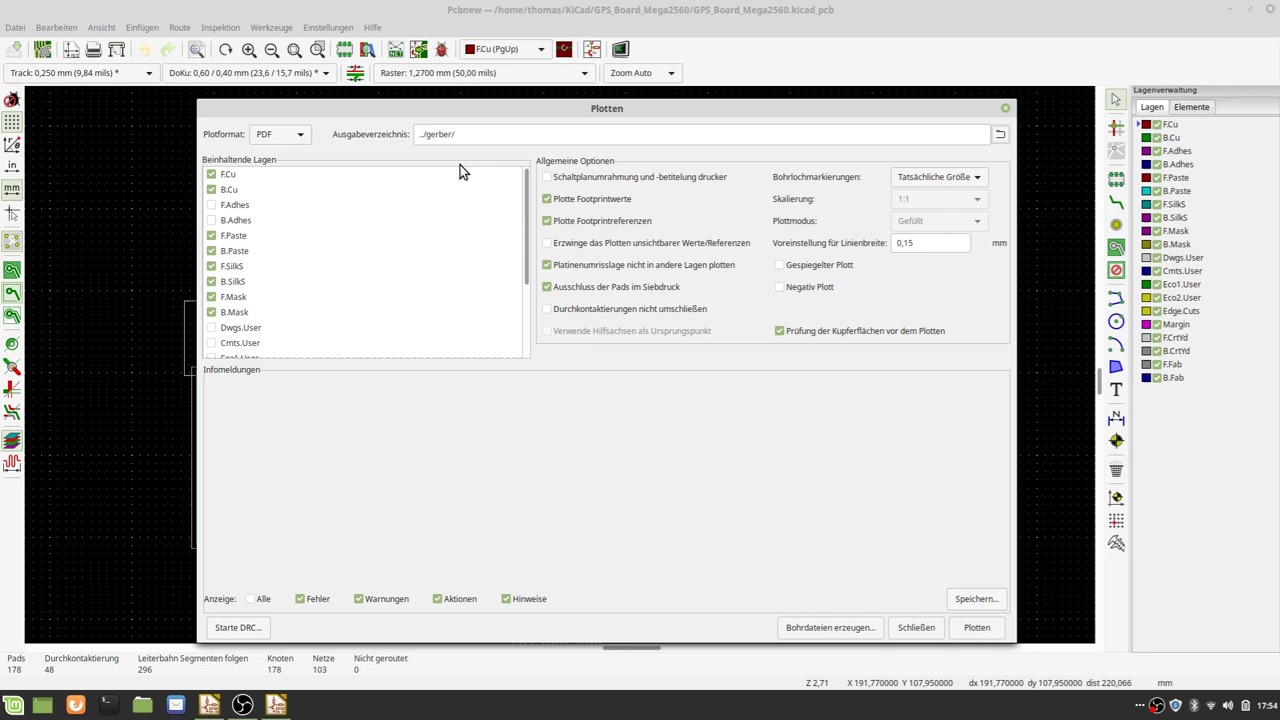 Pcbnew — /home/thomas/KiCad/GPS_Board_Mega2560/GPS_Board_Mega2560.kicad_pcb
Datei Bearbeiten Ansicht Einfügen Route Inspektion Werkzeuge Einstellungen Hilfe
NET
F.Cu (PgUp)
Track: 0,250 mm (9,84 mils) *
DoKu: 0,60 / 0,40 mm (23,6 / 15,7 mils) *
Raster: 1,2700 mm (50,00 mils)
Zoom Auto
in
mm
Plotten
Plotformat:
PDF
Ausgabeverzeichnis:
../gerber/
Beinhaltende Lagen
F.Cu
B.Cu
F.Adhes
B.Adhes
F.Paste
B.Paste
F.SilkS
B.SilkS
F.Mask
B.Mask
Dwgs.User
Cmts.User
Allgemeine Optionen
Schaltplanumrahmung und -betitelung drucker
Plotte Footprintwerte
Plotte Footprintreferenzen
Erzwinge das Plotten unsichtbarer Werte/Referenzen
Platinenumrisslage nicht in andere Lagen plotten
Ausschluss der Pads im Siebdruck
Durchkontaktierungen nicht umschließen
Verwende Hilfsachsen als Ursprungspunkt
Bohrlochmarkierungen:
Tatsächliche Größe
Skalierung:
1:1
Plottmodus:
Gefüllt
Voreinstellung für Linienbreite:
0,15
mm
Gespiegelter Plott
Negativ Plott
Prüfung der Kupferflächen vor dem Plotten
Infomeldungen
Anzeige: Alle Fehler Warnungen Aktionen Hinweise
Speichern...
Starte DRC...
Bohrdateien erzeugen...
Schließen
Plotten
Lagenverwaltung
Lagen Elemente
F.Cu
B.Cu
F.Adhes
B.Adhes
F.Paste
B.Paste
F.SilkS
B.SilkS
F.Mask
B.Mask
Dwgs.User
Cmts.User
Eco1.User
Eco2.User
Edge.Cuts
Margin
F.CrtYd
B.CrtYd
F.Fab
B.Fab
T
N
Pads Durchkontaktierung Leiterbahn Segmenten folgen Knoten Netze Nicht geroutet
178 48 296 178 103 0
Z 2,71 X 191,770000 Y 107,950000 dx 191,770000 dy 107,950000 dist 220,066 mm
17:54